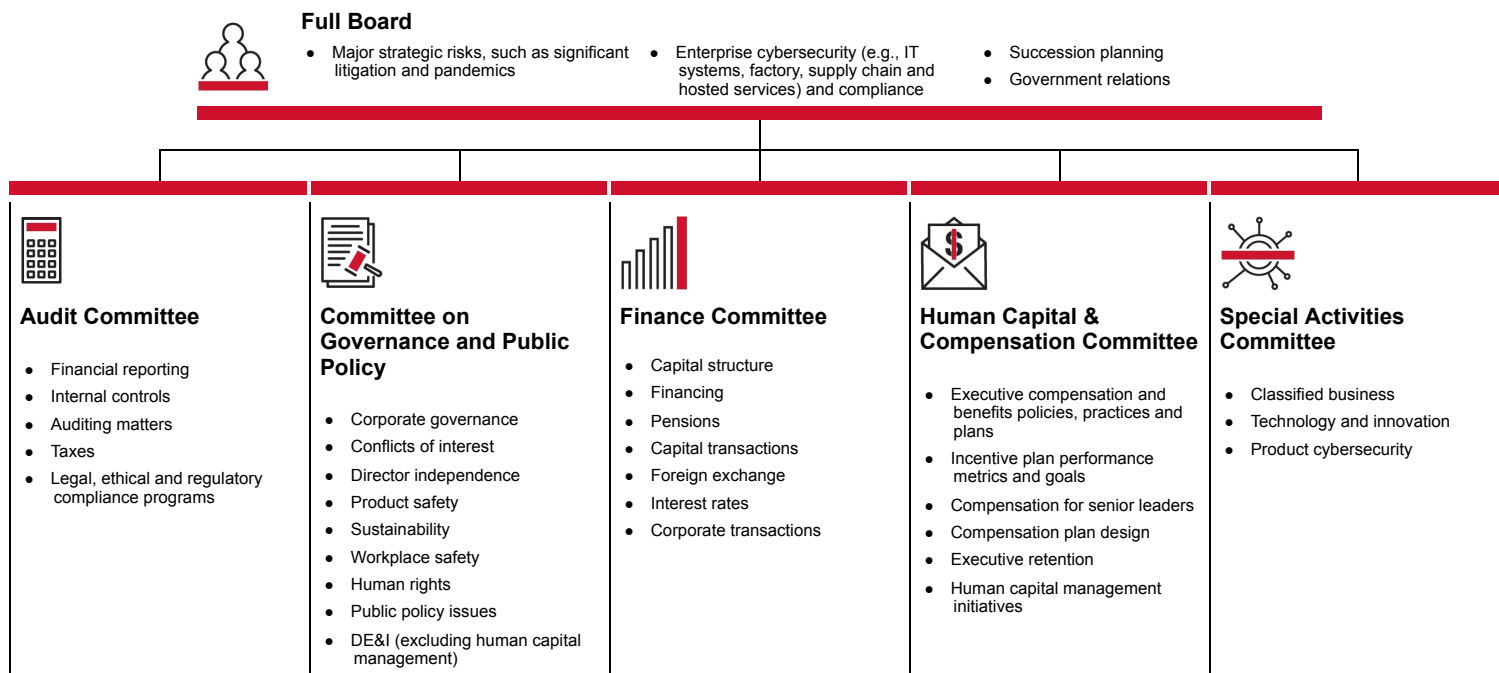 Full Board
● Major strategic risks, such as significant
litigation and pandemics
● Enterprise cybersecurity (e.g., IT
systems, factory, supply chain and
hosted services) and compliance
● Succession planning
● Government relations
Audit Committee
● Financial reporting
● Internal controls
● Auditing matters
● Taxes
● Legal, ethical and regulatory
compliance programs
Committee on
Governance and Public
Policy
● Corporate governance
● Conflicts of interest
● Director independence
● Product safety
● Sustainability
● Workplace safety
● Human rights
● Public policy issues
● DE&I (excluding human capital
management)
Finance Committee
● Capital structure
● Financing
● Pensions
● Capital transactions
● Foreign exchange
● Interest rates
● Corporate transactions
$
Human Capital &
Compensation Committee
● Executive compensation and
benefits policies, practices and
plans
● Incentive plan performance
metrics and goals
● Compensation for senior leaders
● Compensation plan design
● Executive retention
● Human capital management
initiatives
Special Activities
Committee
● Classified business
● Technology and innovation
● Product cybersecurity